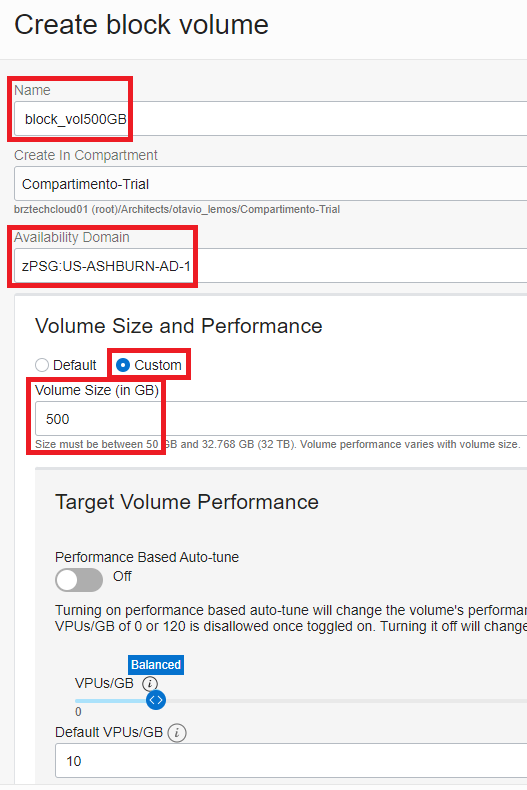 Create block volume
Name
block_vol500GB
Create In Compartment
Compartimento-Trial
brztechcloud01 (root)/Architects/otavio_lemos/Compartimento-Trial
Availability Domain
zPSG:US-ASHBURN-AD-1
Volume Size and Performance
Default Custom
Volume Size (in GB)
500
Size must be between 50 GB and 32.768 GB (32 TB). Volume performance varies with volume size.
Target Volume Performance
Performance Based Auto-tune
Off
Turning on performance based auto-tune will change the volume's performan
VPUs/GB of 0 or 120 is disallowed once toggled on. Turning it off will change
Balanced
VPUs/GB i
0
Default VPUs/GB i
10